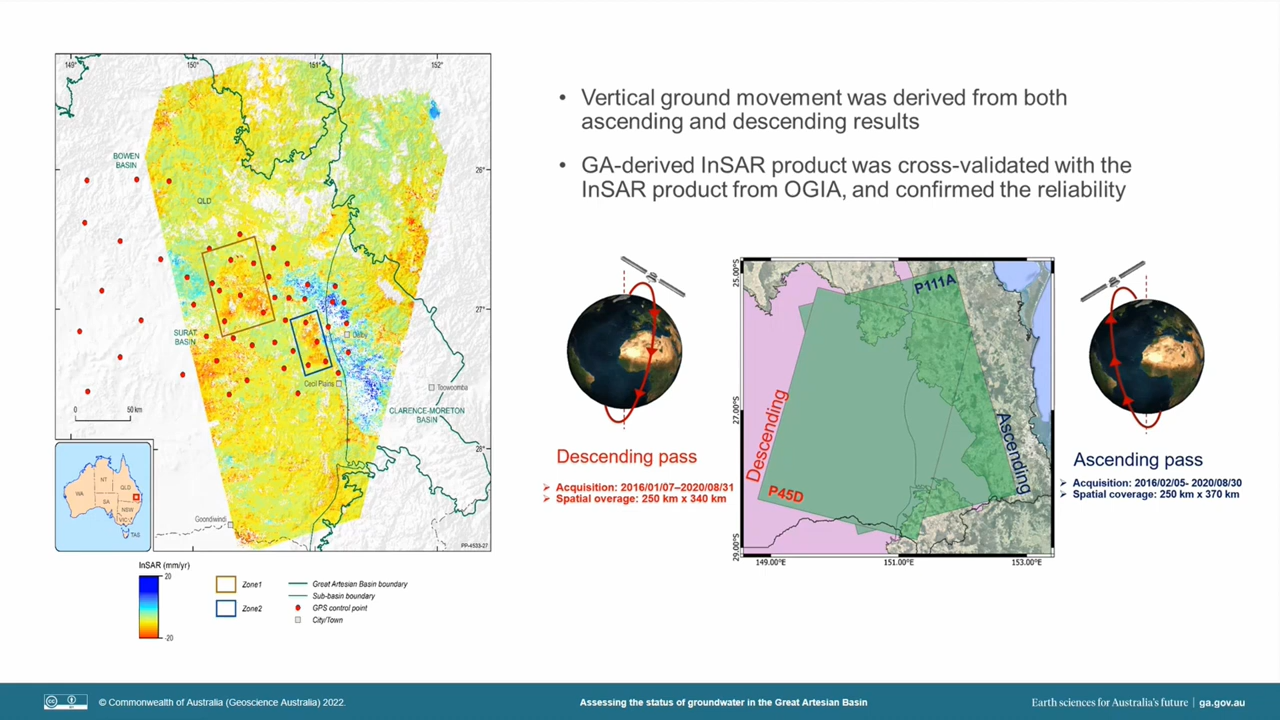 149°
150°
151°
152°
BOWEN
BASIN
26°
QLD
27°
SURAT
BASIN
Cecil Plains
Toowoomba
CLARENCE-MORETON
BASIN
0
50 km
28°
WA
NT
QLD
SA
NSW
VIC
TAS
Goondiwindi
PP-4533-27
InSAR (mm/yr)
20
-20
Zone1
Zone2
Great Artesian Basin boundary
Sub-basin boundary
GPS control point
City/Town
• Vertical ground movement was derived from both
ascending and descending results
• GA-derived InSAR product was cross-validated with the
InSAR product from OGIA, and confirmed the reliability
Descending pass
➢ Acquisition: 2016/01/07–2020/08/31
➢ Spatial overage: 250 km x 340 km
25.00°S
27.00°S
29.00°S
P111A
Descending
Ascending
P45D
149.00°E
151.00°E
153.00°E
Ascending pass
➢ Acquisition: 2016/02/05- 2020/08/30
➢ Spatial coverage: 250 km x 370 km
cc
BY
© Commonwealth of Australia (Geoscience Australia) 2022.
Assessing the status of groundwater in the Great Artesian Basin
Earth sciences for Australia's future | ga.gov.au